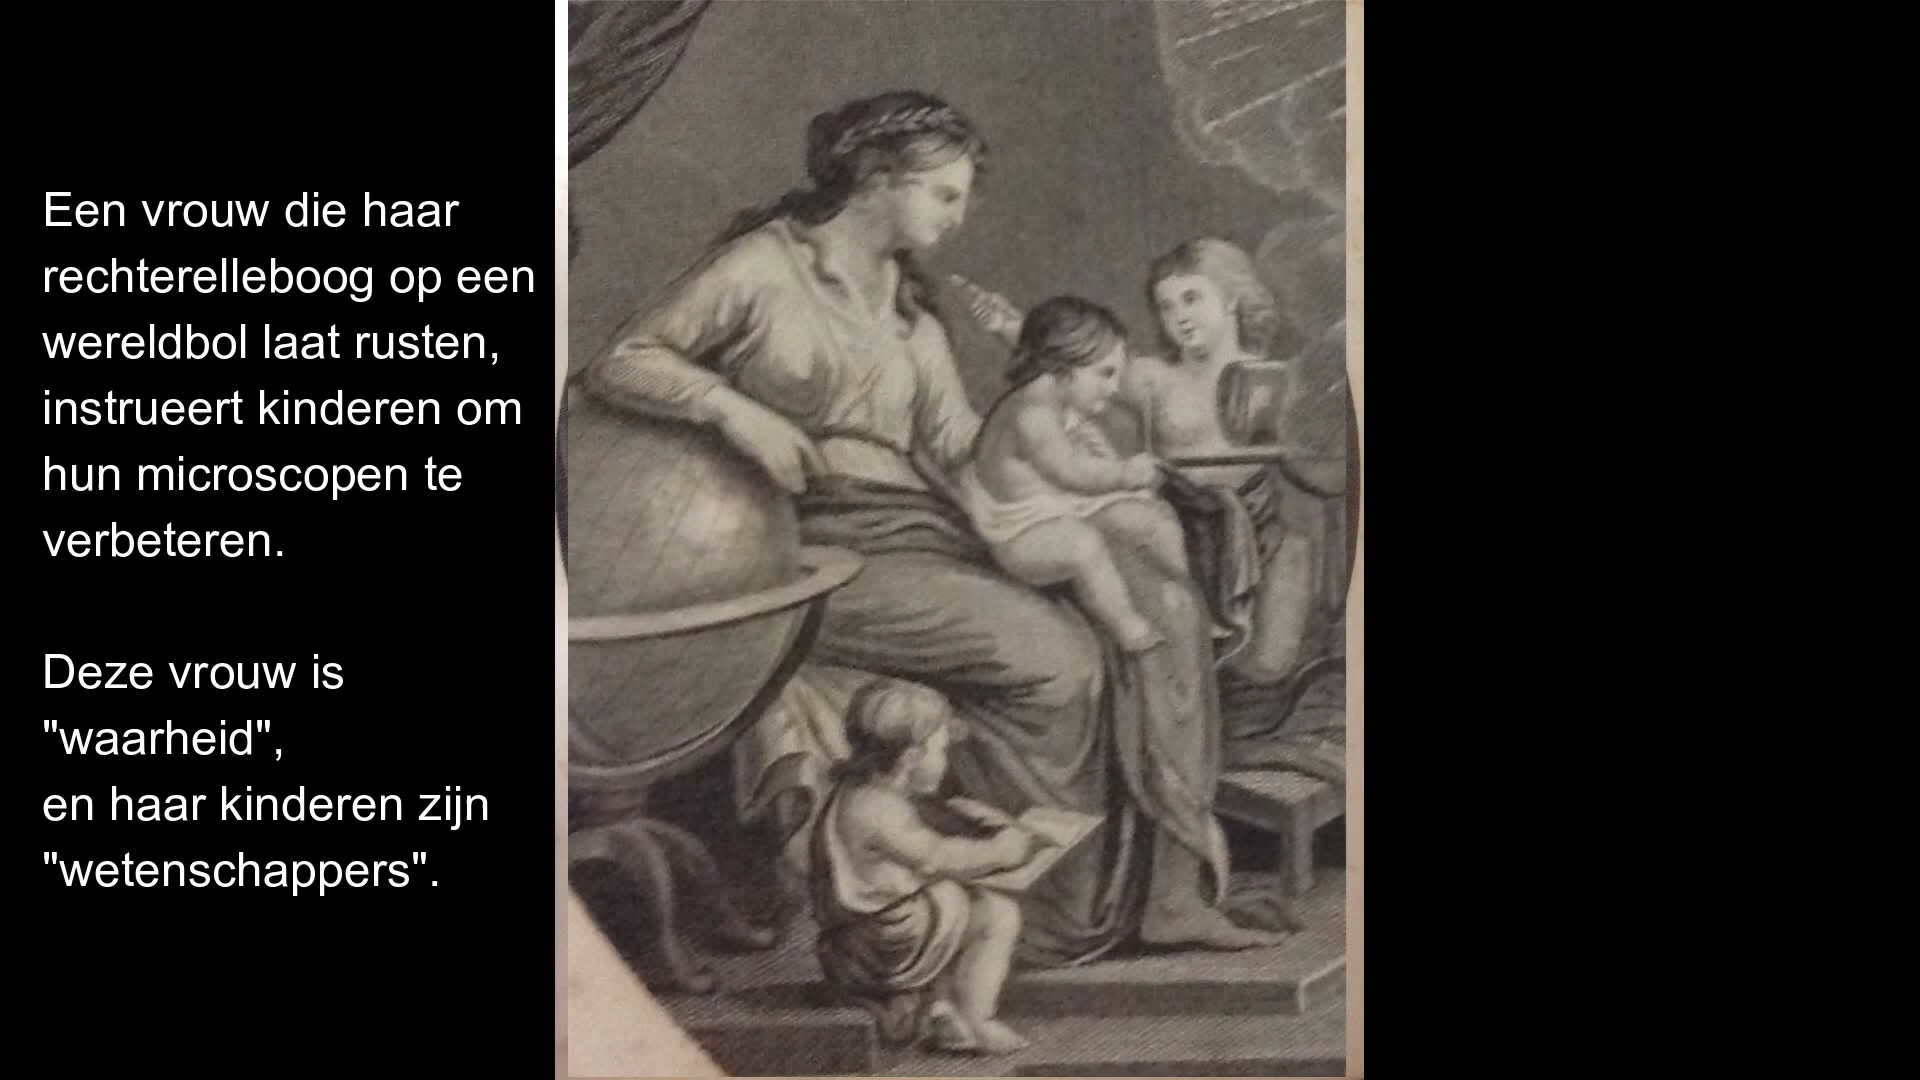 Een vrouw die haar
rechterelleboog op een
wereldbol laat rusten,
instrueert kinderen om
hun microscopen te
verbeteren.
Deze vrouw is
"waarheid",
en haar kinderen zijn
"wetenschappers".